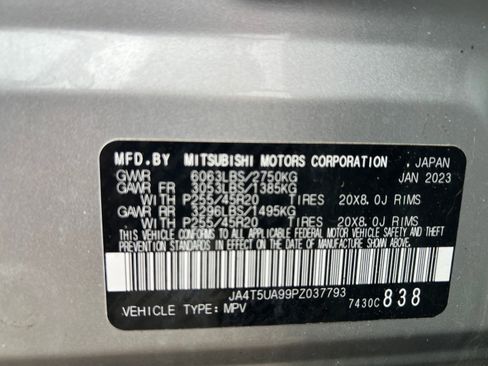 MFD.BY MITSUBISHI MOTORS CORPORATION , JAPAN
GWWR 6063LBS/2750KG JAN 2023
GAWR FR 3053LBS/1385KG
WITH P255/45R20 TIRES 20X8.0J RIMS
GAWR RR 3296LBS/1495KG
WITH P255/45R20 TIRES 20X8.0J RIMS
THIS VEHICLE CONFORMS TO ALL APPLICABLE FEDERAL MOTOR VEHICLE SAFETY AND THEFT
PREVENTION STANDARDS IN EFFECT ON THE DATE OF MANUFACTURE SHOWN ABOVE.
JA4T5UA99PZ037793
VEHICLE TYPE: MPV 7430C 838